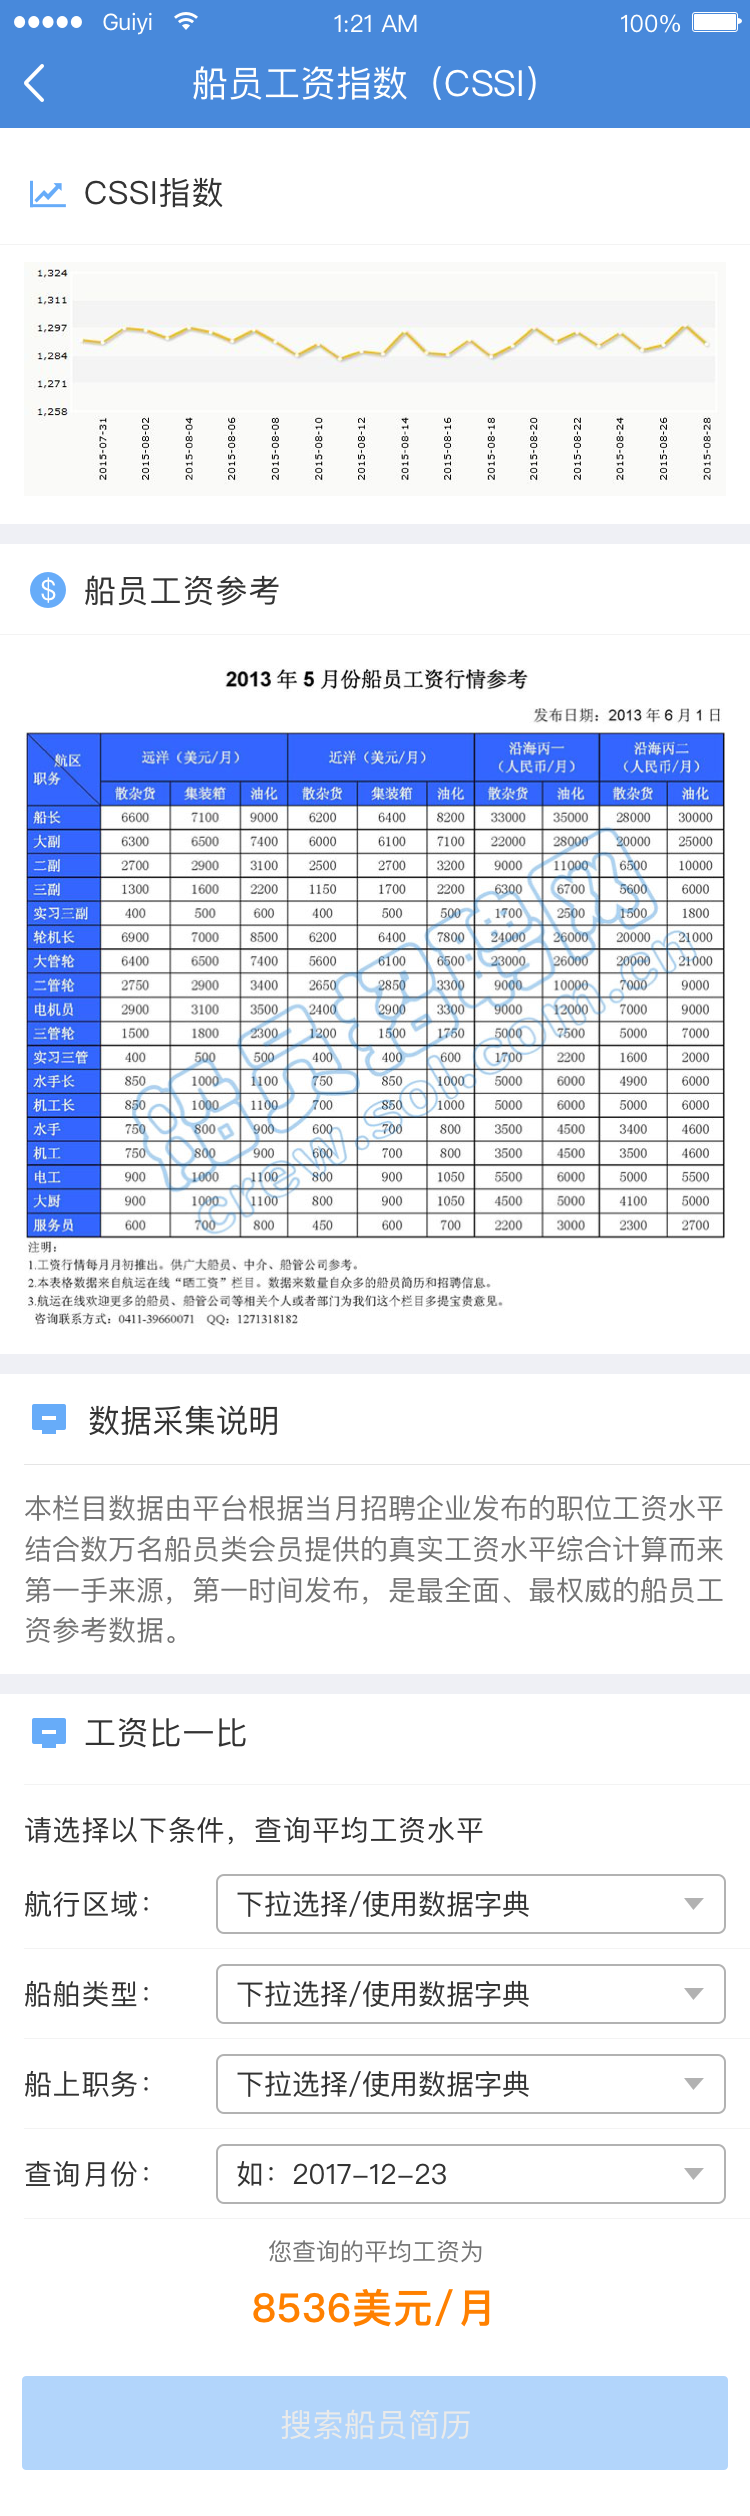 Guiyi 1:21 AM 100%
船员工资指数（CSSI）
CSSI指数
1,324
1,311
1,297
1,284
1,271
1,258
2015-07-31 2015-08-02 2015-08-04 2015-08-06 2015-08-08 2015-08-10 2015-08-12 2015-08-14 2015-08-16 2015-08-18 2015-08-20 2015-08-22 2015-08-24 2015-08-26 2015-08-28
$ 船员工资参考
2013 年 5 月份船员工资行情参考
发布日期：2013 年 6 月 1 日
航区 职务 远洋（美元/月） 近洋（美元/月） 沿海丙一（人民币/月） 沿海丙二（人民币/月）
散杂货 集装箱 油化 散杂货 集装箱 油化 散杂货 油化 散杂货 油化
船长 6600 7100 9000 6200 6400 8200 33000 35000 28000 30000
大副 6300 6500 7400 6000 6100 7100 22000 28000 20000 25000
二副 2700 2900 3100 2500 2700 3200 9000 11000 6500 10000
三副 1300 1600 2200 1150 1700 2200 6300 6700 5600 6000
实习三副 400 500 600 400 500 500 1700 2500 1500 1800
轮机长 6900 7000 8500 6200 6400 7800 24000 26000 20000 21000
大管轮 6400 6500 7400 5600 6100 6500 23000 26000 20000 21000
二管轮 2750 2900 3400 2650 2850 3300 9000 10000 7000 9000
电机员 2900 3100 3500 2400 2900 3300 9000 12000 7000 9000
三管轮 1500 1800 2300 1200 1500 1750 5000 7500 5000 7000
实习三管 400 500 500 400 400 600 1700 2200 1600 2000
水手长 850 1000 1100 750 850 1000 5000 6000 4900 6000
机工长 850 1000 1100 700 850 1000 5000 6000 5000 6000
水手 750 800 900 600 700 800 3500 4500 3400 4600
机工 750 800 900 600 700 800 3500 4500 3500 4600
电工 900 1000 1100 800 900 1050 5500 6000 5000 5500
大厨 900 1000 1100 800 900 1050 4500 5000 4100 5000
服务员 600 700 800 450 600 700 2200 3000 2300 2700
船员招聘网
crew.sol.com.cn
注明：
1.工资行情每月月初推出。供广大船员、中介、船管公司参考。
2.本表格数据来自航运在线“晒工资”栏目。数据来数量自众多的船员简历和招聘信息。
3.航运在线欢迎更多的船员、船管公司等相关个人或者部门为我们这个栏目多提宝贵意见。
咨询联系方式：0411-39660071 QQ：1271318182
数据采集说明
本栏目数据由平台根据当月招聘企业发布的职位工资水平
结合数万名船员类会员提供的真实工资水平综合计算而来
第一手来源，第一时间发布，是最全面、最权威的船员工
资参考数据。
工资比一比
请选择以下条件，查询平均工资水平
航行区域： 下拉选择/使用数据字典
船舶类型： 下拉选择/使用数据字典
船上职务： 下拉选择/使用数据字典
查询月份： 如：2017-12-23
您查询的平均工资为
8536美元/月
搜索船员简历